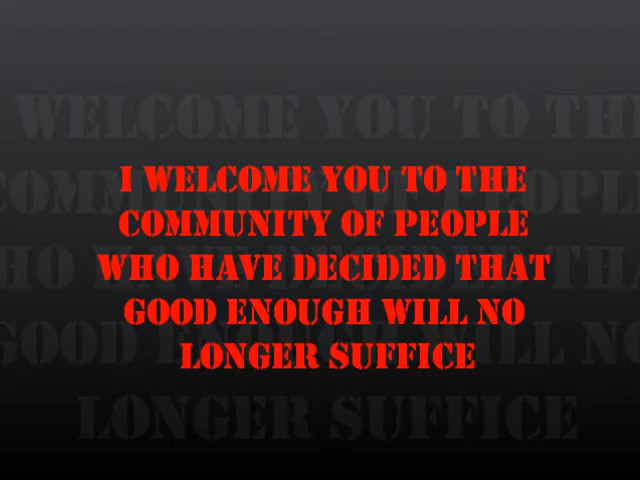 I WELCOME YOU TO THE
COMMUNITY OF PEOPLE
WHO HAVE DECIDED THAT
GOOD ENOUGH WILL NO
LONGER SUFFICE